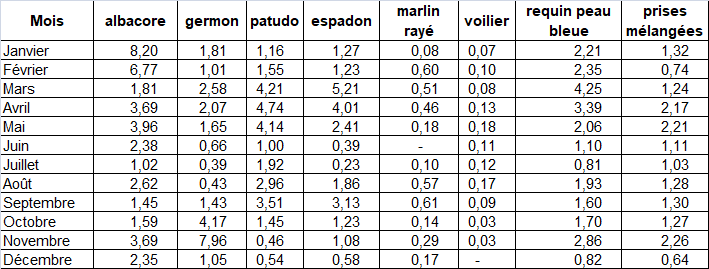 Mois albacore germon patudo espadon marlin rayé voilier requin peau bleue prises mélangées
Janvier 8,20 1,81 1,16 1,27 0,08 0,07 2,21 1,32
Février 6,77 1,01 1,55 1,23 0,60 0,10 2,35 0,74
Mars 1,81 2,58 4,21 5,21 0,51 0,08 4,25 1,24
Avril 3,69 2,07 4,74 4,01 0,46 0,13 3,39 2,17
Mai 3,96 1,65 4,14 2,41 0,18 0,18 2,06 2,21
Juin 2,38 0,66 1,00 0,39 - 0,11 1,10 1,11
Juillet 1,02 0,39 1,92 0,23 0,10 0,12 0,81 1,03
Août 2,62 0,43 2,96 1,86 0,57 0,17 1,93 1,28
Septembre 1,45 1,43 3,51 3,13 0,61 0,09 1,60 1,30
Octobre 1,59 4,17 1,45 1,23 0,14 0,03 1,70 1,27
Novembre 3,69 7,96 0,46 1,08 0,29 0,03 2,86 2,26
Décembre 2,35 1,05 0,54 0,58 0,17 - 0,82 0,64